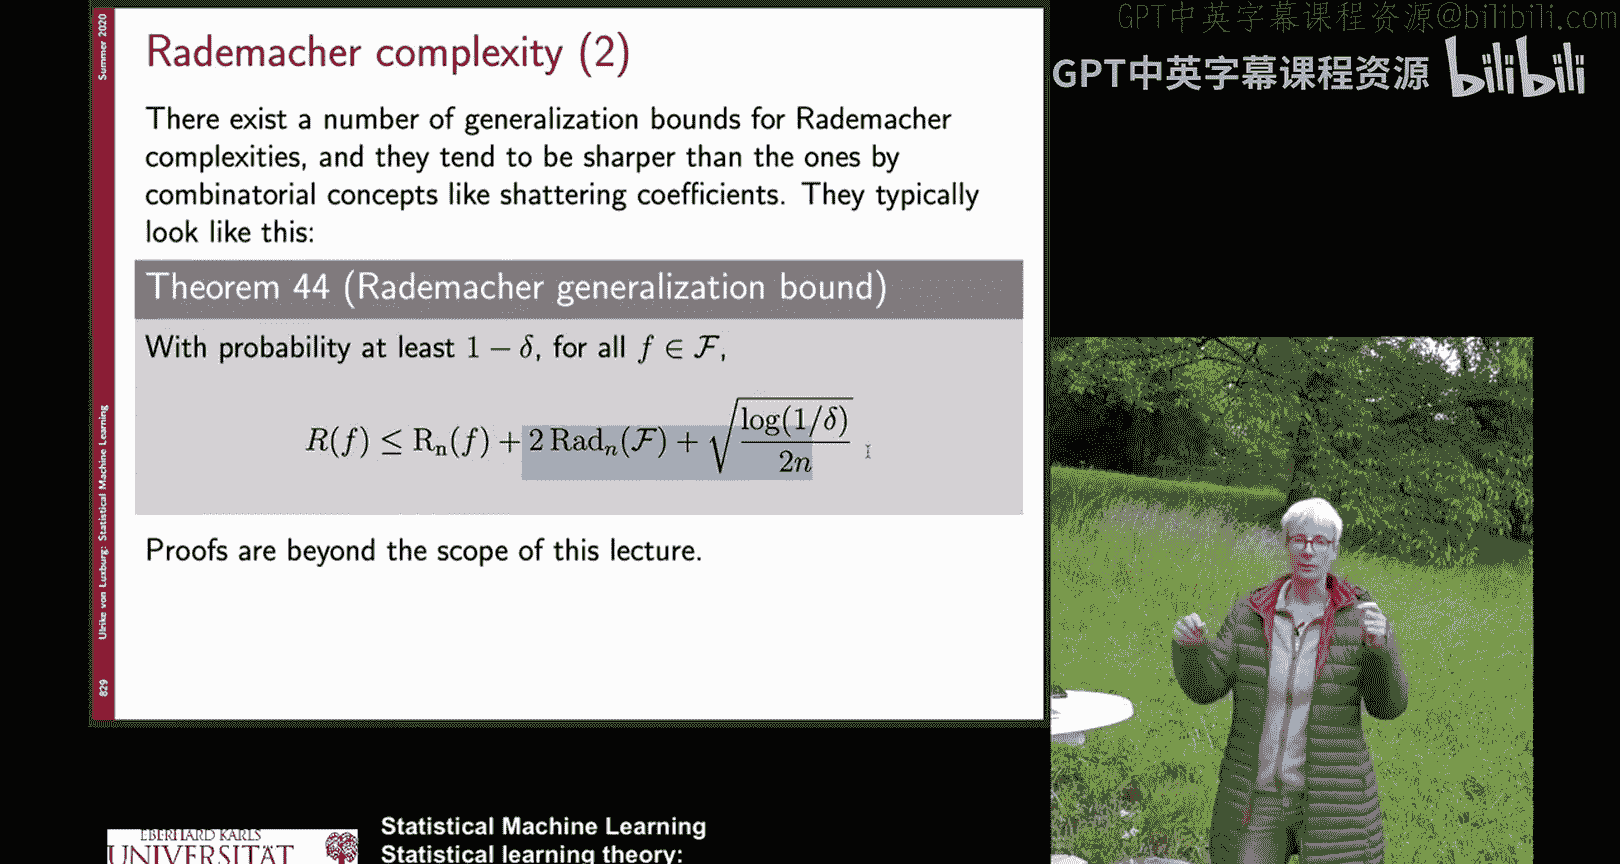 GPT中英字幕课程资源@bilibili.com
GPT中英字幕课程资源 bilibili
Summer 2020
Rademacher complexity (2)
There exist a number of generalization bounds for Rademacher
complexities, and they tend to be sharper than the ones by
combinatorial concepts like shattering coefficients. They typically
look like this:
Theorem 44 (Rademacher generalization bound)
With probability at least 1 − δ, for all f ∈ ℱ,
R(f) ≤ Rₙ(f) + 2 Radₙ(ℱ) + √(log(1/δ) / 2n)
Proofs are beyond the scope of this lecture.
Ulrike von Luxburg: Statistical Machine Learning
829
EBERHARD KARLS
UNIVERSITÄT
Statistical Machine Learning
Statistical learning theory: